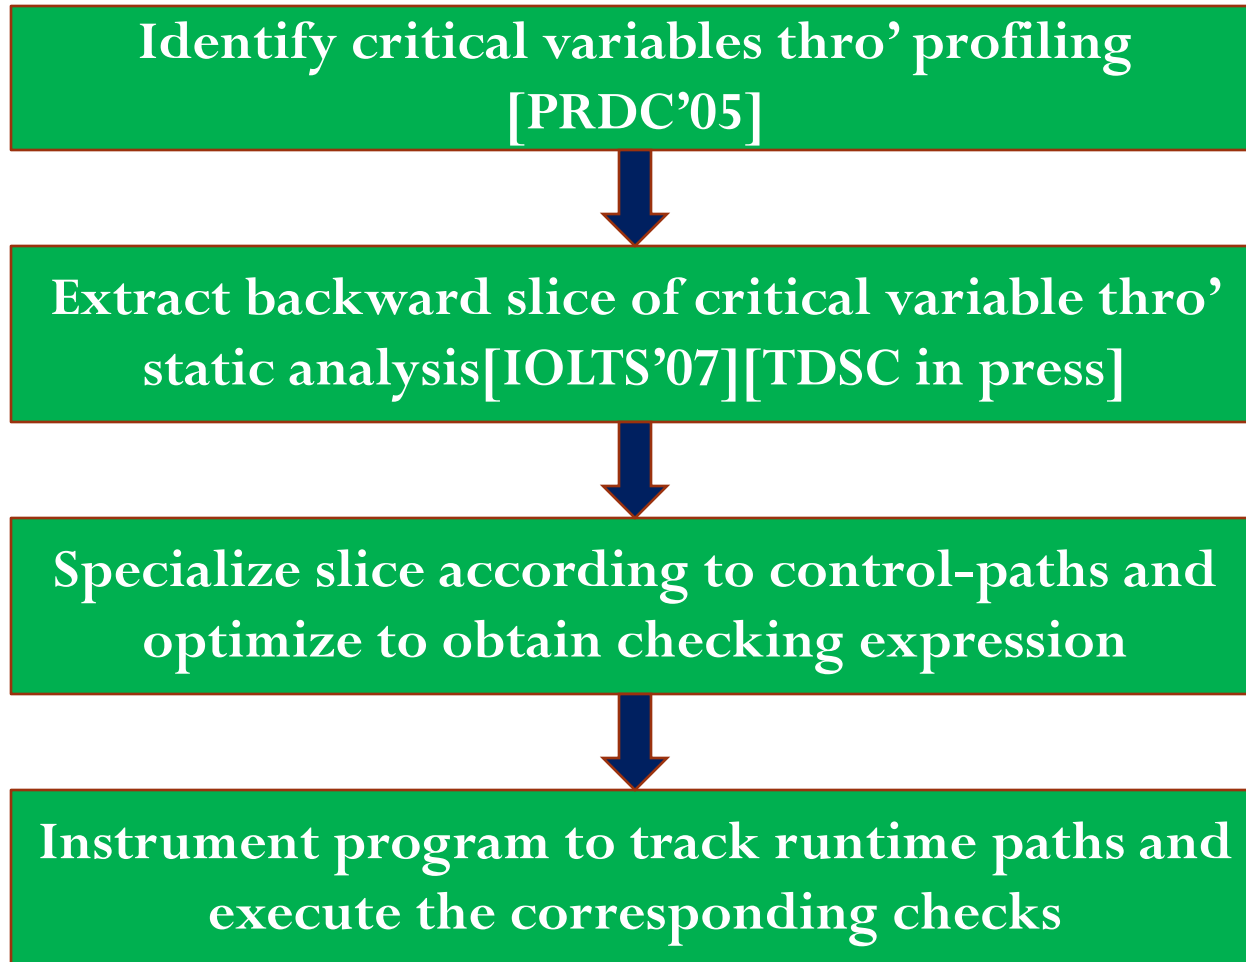 Identify critical variables thro’ profiling
[PRDC’05]
Extract backward slice of critical variable thro’
static analysis[IOLTS’07][TDSC in press]
Specialize slice according to control-paths and
optimize to obtain checking expression
Instrument program to track runtime paths and
execute the corresponding checks